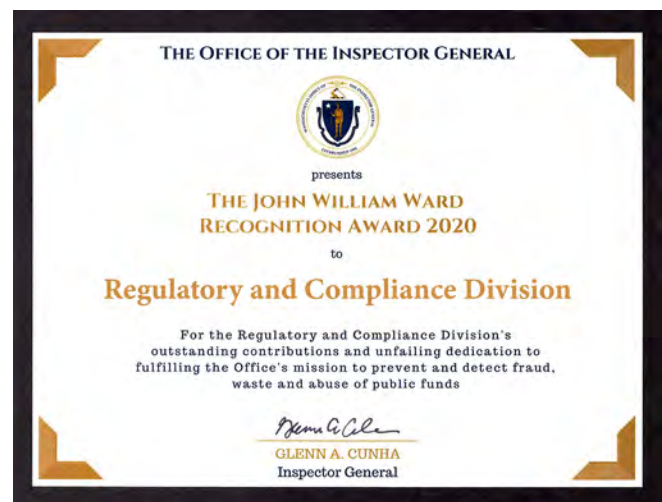 THE OFFICE OF THE INSPECTOR GENERAL
presents
THE JOHN WILLIAM WARD
RECOGNITION AWARD 2020
to
Regulatory and Compliance Division
For the Regulatory and Compliance Division's
outstanding contributions and unfailing dedication to
fulfilling the Office's mission to prevent and detect fraud,
waste and abuse of public funds
GLENN A. CUNHA
Inspector General